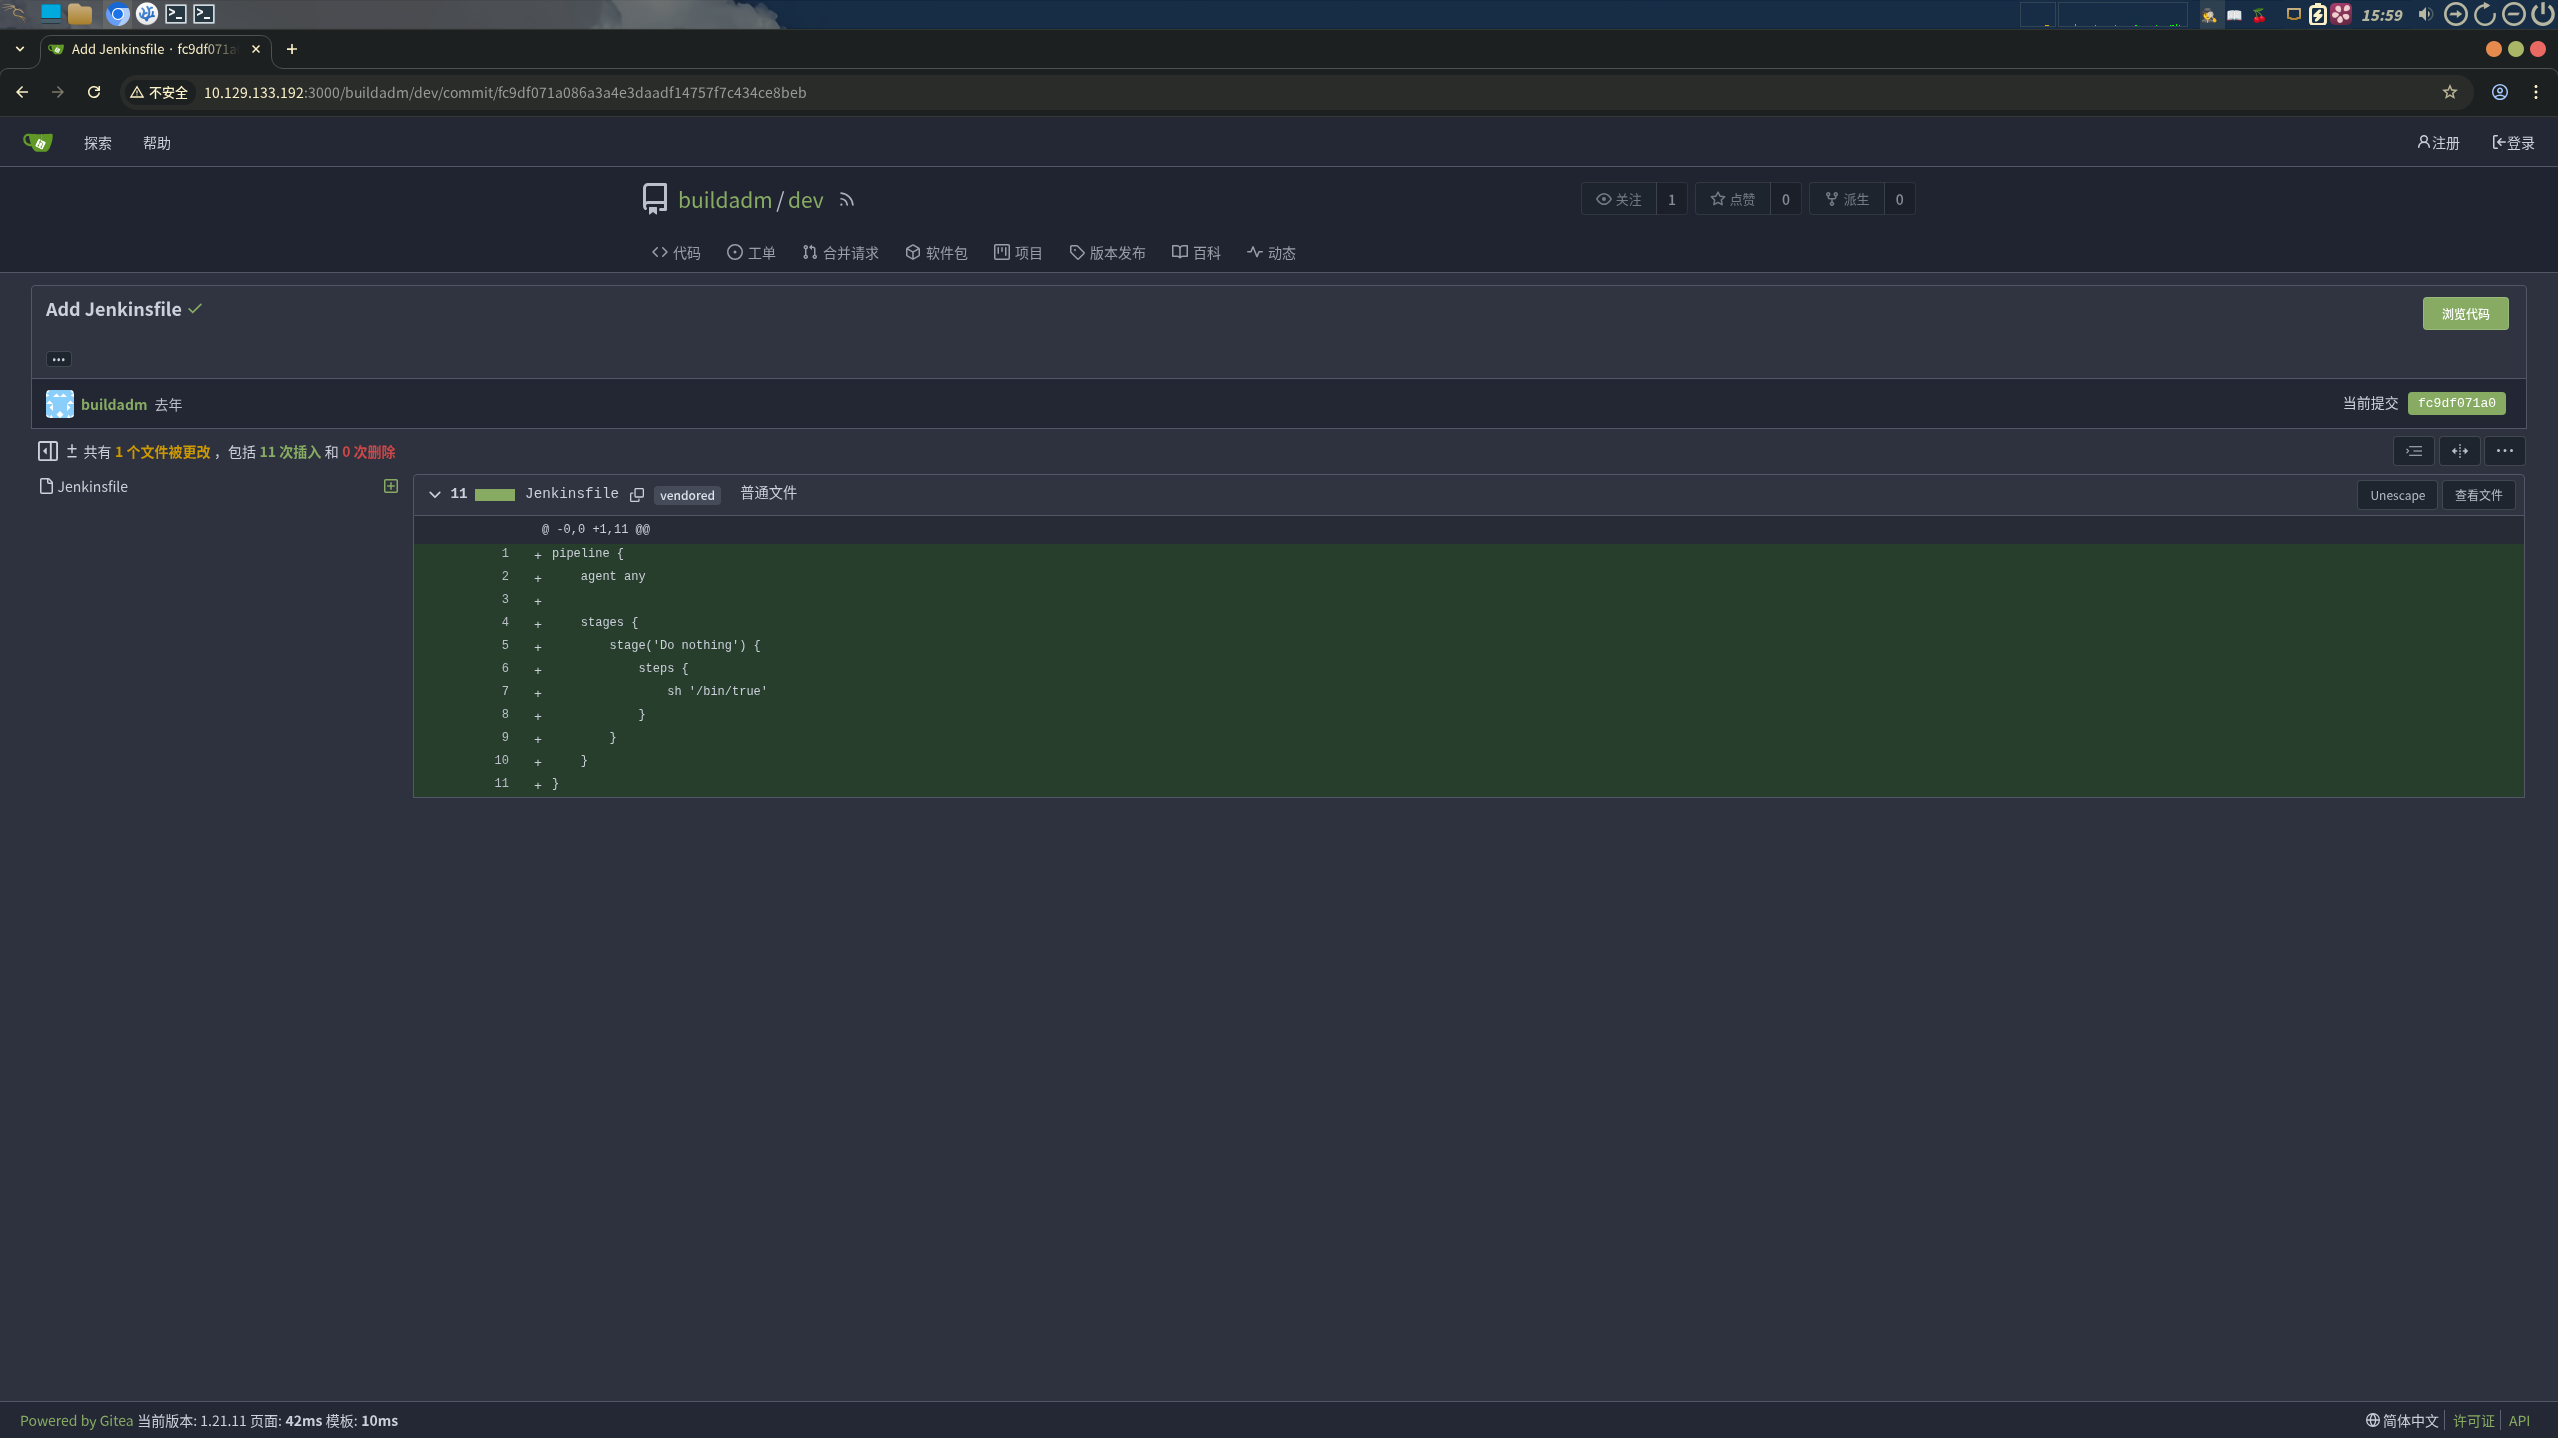 15:59
Add Jenkinsfile · fc9df071a
不安全 10.129.133.192:3000/buildadm/dev/commit/fc9df071a086a3a4e3daadf14757f7c434ce8beb
探索 帮助 注册 登录
buildadm / dev 关注 1 点赞 0 派生 0
代码 工单 合并请求 软件包 项目 版本发布 百科 动态
Add Jenkinsfile 浏览代码
...
buildadm 去年 当前提交 fc9df071a0
共有 1 个文件被更改 ，包括 11 次插入 和 0 次删除
Jenkinsfile
11 Jenkinsfile vendored 普通文件 Unescape 查看文件
@ -0,0 +1,11 @@
1 + pipeline {
2 +     agent any
3 +
4 +     stages {
5 +         stage('Do nothing') {
6 +             steps {
7 +                 sh '/bin/true'
8 +             }
9 +         }
10 +     }
11 + }
Powered by Gitea 当前版本: 1.21.11 页面: 42ms 模板: 10ms 简体中文 许可证 API